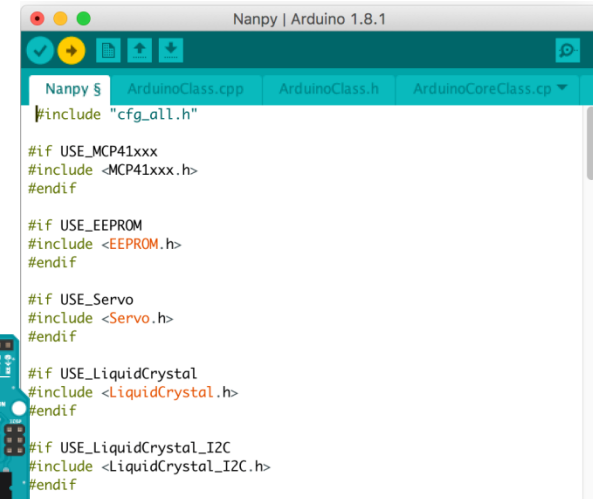 Nanpy | Arduino 1.8.1
Nanpy § ArduinoClass.cpp ArduinoClass.h ArduinoCoreClass.cp
#include "cfg_all.h"
#if USE_MCP41xxx
#include <MCP41xxx.h>
#endif
#if USE_EEPROM
#include <EEPROM.h>
#endif
#if USE_Servo
#include <Servo.h>
#endif
#if USE_LiquidCrystal
#include <LiquidCrystal.h>
#endif
#if USE_LiquidCrystal_I2C
#include <LiquidCrystal_I2C.h>
#endif